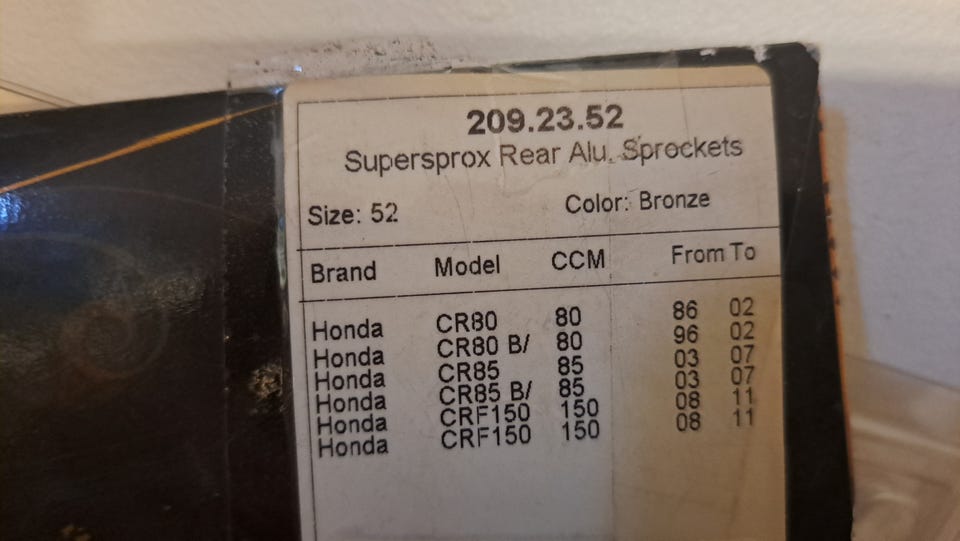 209.23.52
Supersprox Rear Alu. Sprockets
Size: 52 Color: Bronze
Brand Model CCM From To
Honda CR80 80 86 02
Honda CR80 B/ 80 96 02
Honda CR85 85 03 07
Honda CR85 B/ 85 03 07
Honda CRF150 150 08 11
Honda CRF150 150 08 11